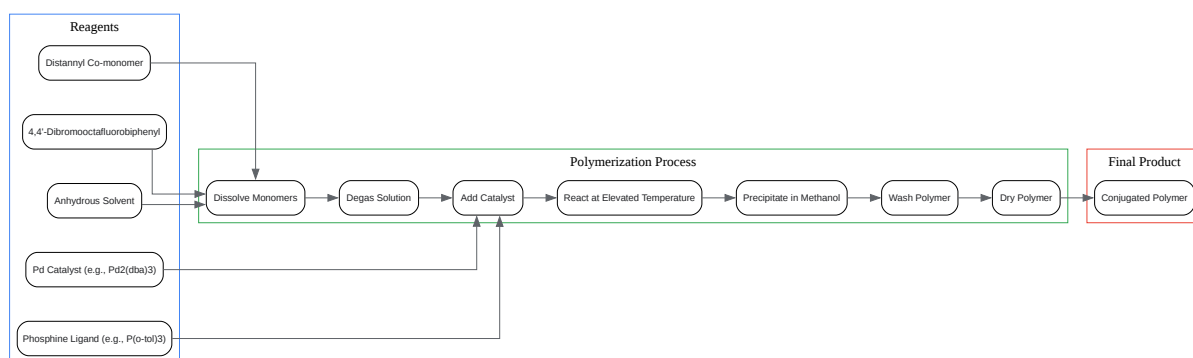 Reagents
Distannyl Co-monomer
4,4'-Dibromooctafluorobiphenyl
Anhydrous Solvent
Pd Catalyst (e.g., Pd2(dba)3)
Phosphine Ligand (e.g., P(o-tol)3)
Polymerization Process
Dissolve Monomers
Degas Solution
Add Catalyst
React at Elevated Temperature
Precipitate in Methanol
Wash Polymer
Dry Polymer
Final Product
Conjugated Polymer